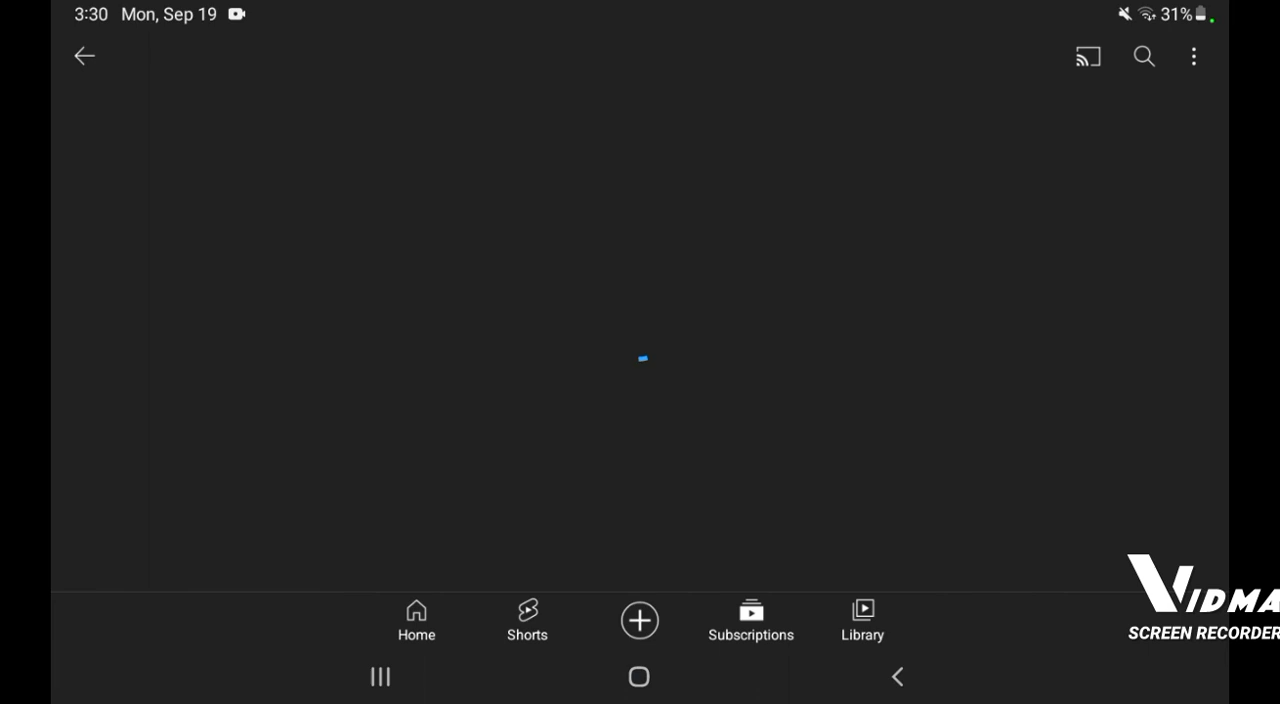 3:30 Mon, Sep 19 31%
Home Shorts Subscriptions Library
VIDMA
SCREEN RECORDER